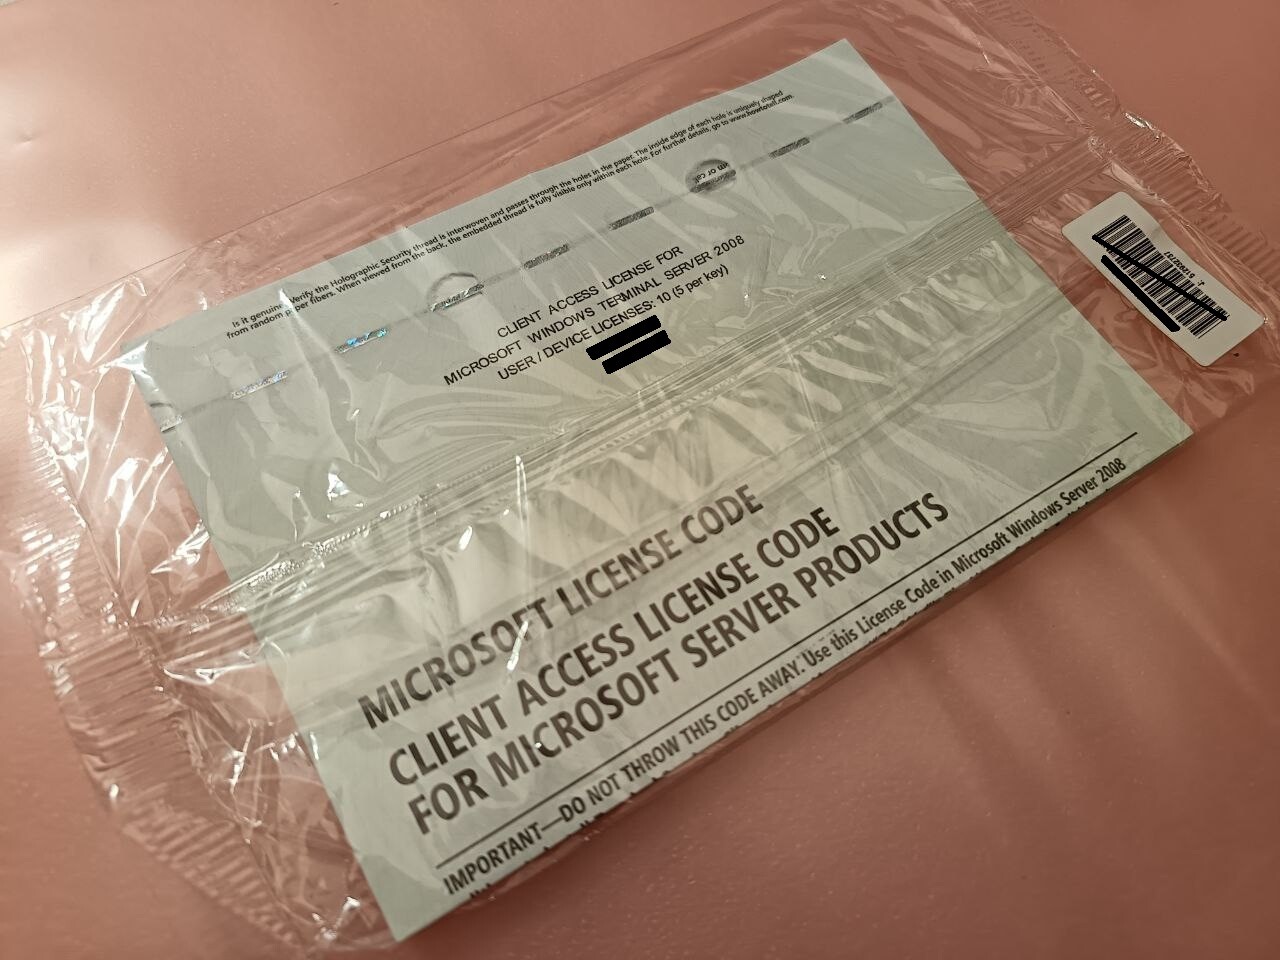 Is it genuine? Verify the Holographic Security thread is interwoven and passes through the holes in the paper. The inside edge of each hole is uniquely shaped
from random paper fibers. When viewed from the back, the embedded thread is fully visible only within each hole. For further details, go to www.howtotell.com.
CLIENT ACCESS LICENSE FOR
MICROSOFT WINDOWS TERMINAL SERVER 2008
USER / DEVICE LICENSES: 10 (5 per key)
MICROSOFT LICENSE CODE
CLIENT ACCESS LICENSE CODE
FOR MICROSOFT SERVER PRODUCTS
IMPORTANT—DO NOT THROW THIS CODE AWAY. Use this License Code in Microsoft Windows Server 2008